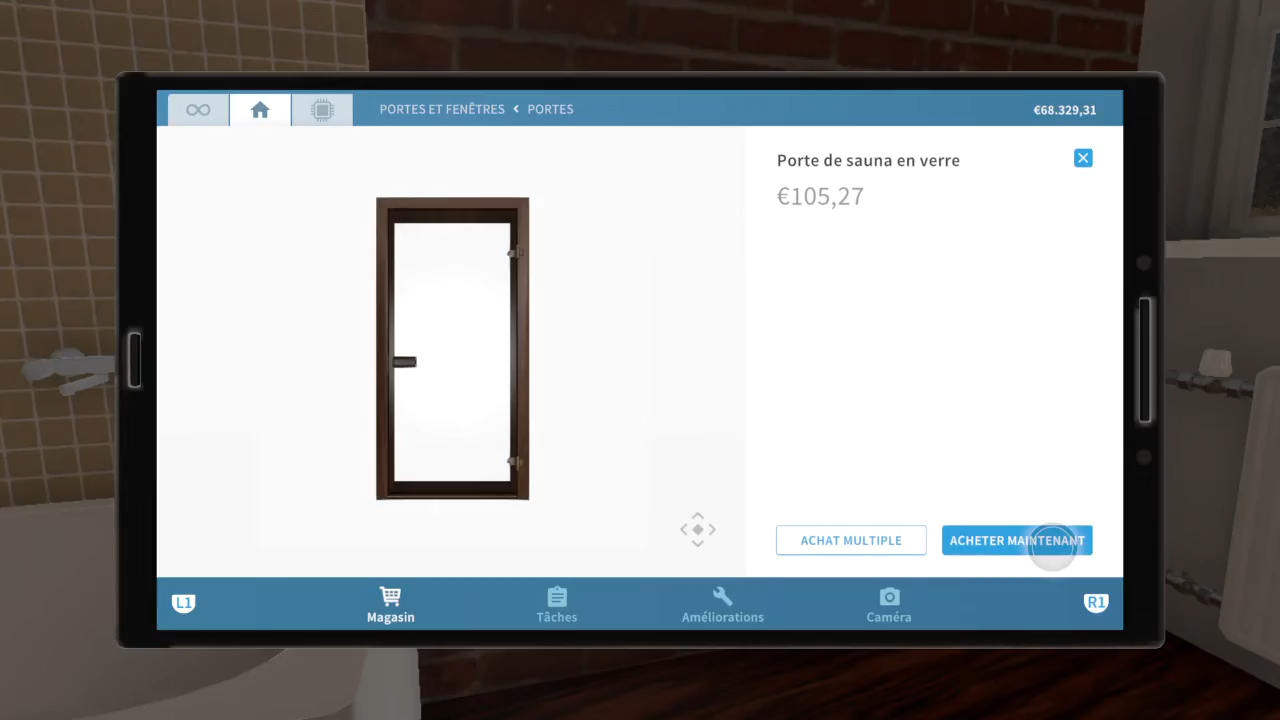 PORTES ET FENÊTRES < PORTES
€68.329,31
Porte de sauna en verre
€105,27
ACHAT MULTIPLE
ACHETER MAINTENANT
L1
Magasin
Tâches
Améliorations
Caméra
R1